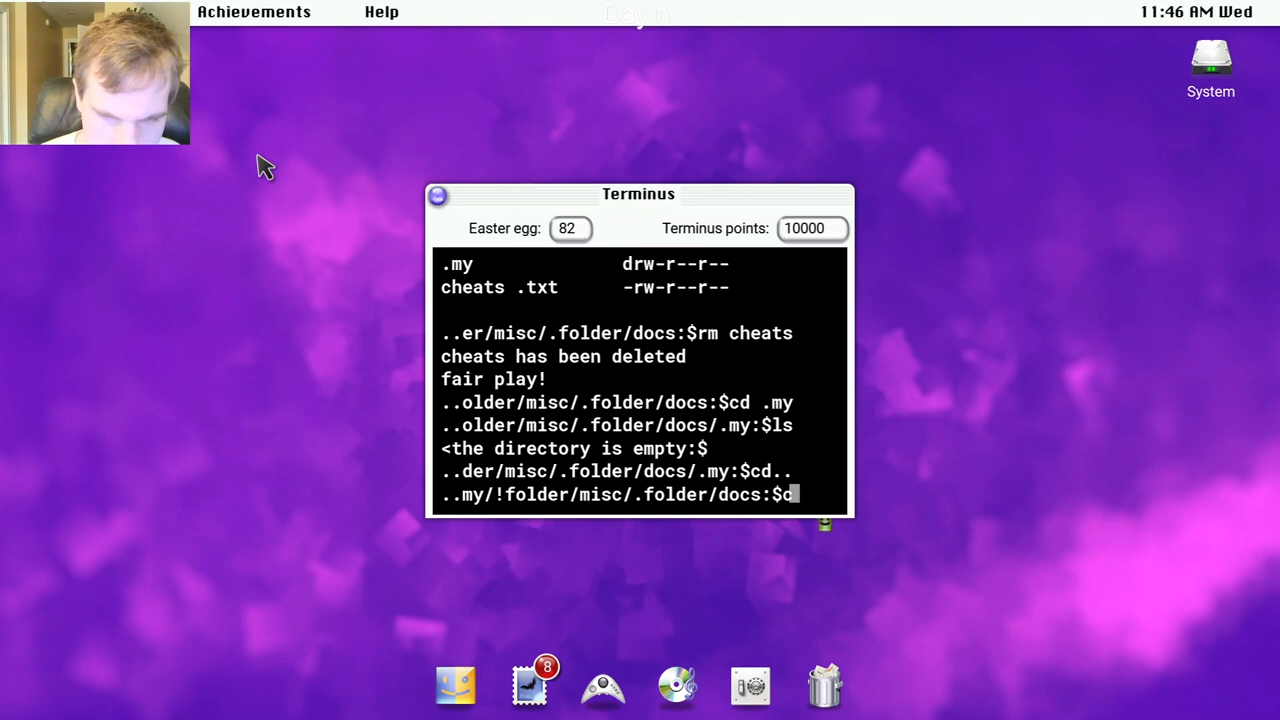 Achievements Help Day 6 11:46 AM Wed
System
Terminus
Easter egg: 82 Terminus points: 10000
.my drw-r--r--
cheats .txt -rw-r--r--
..er/misc/.folder/docs:$rm cheats
cheats has been deleted
fair play!
..older/misc/.folder/docs:$cd .my
..older/misc/.folder/docs/.my:$ls
<the directory is empty:$
..der/misc/.folder/docs/.my:$cd..
..my/!folder/misc/.folder/docs:$c
8